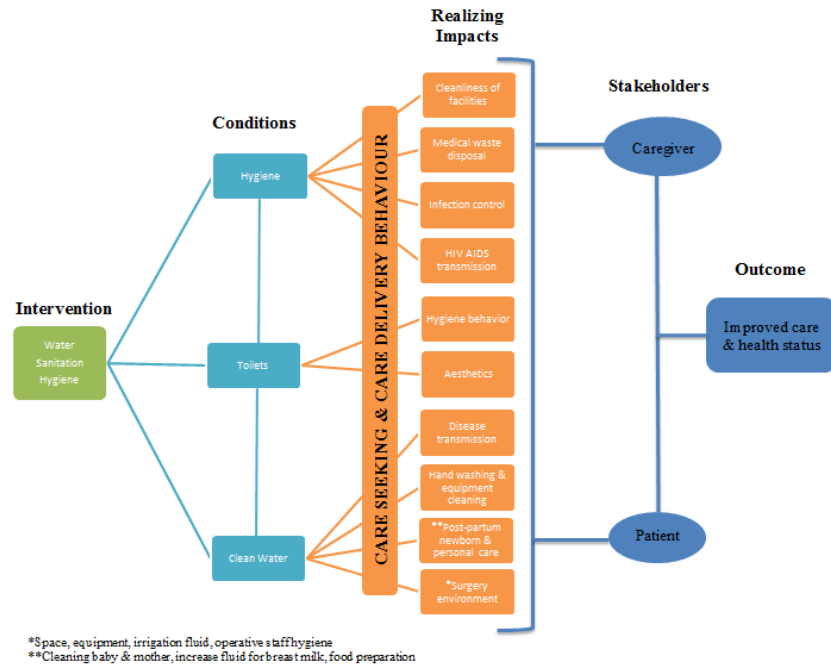 Realizing
Impacts
Stakeholders
Conditions
Intervention
Outcome
Water
Sanitation
Hygiene
Hygiene
Toilets
Clean Water
CARE SEEKING & CARE DELIVERY BEHAVIOUR
Cleanliness of
facilities
Medical waste
disposal
Infection control
HIV AIDS
transmission
Hygiene behavior
Aesthetics
Disease
transmission
Hand washing &
equipment
cleaning
**Post-partum
newborn &
personal care
*Surgery
environment
Caregiver
Patient
Improved care
& health status
*Space, equipment, irrigation fluid, operative staff hygiene
**Cleaning baby & mother, increase fluid for breast milk, food preparation